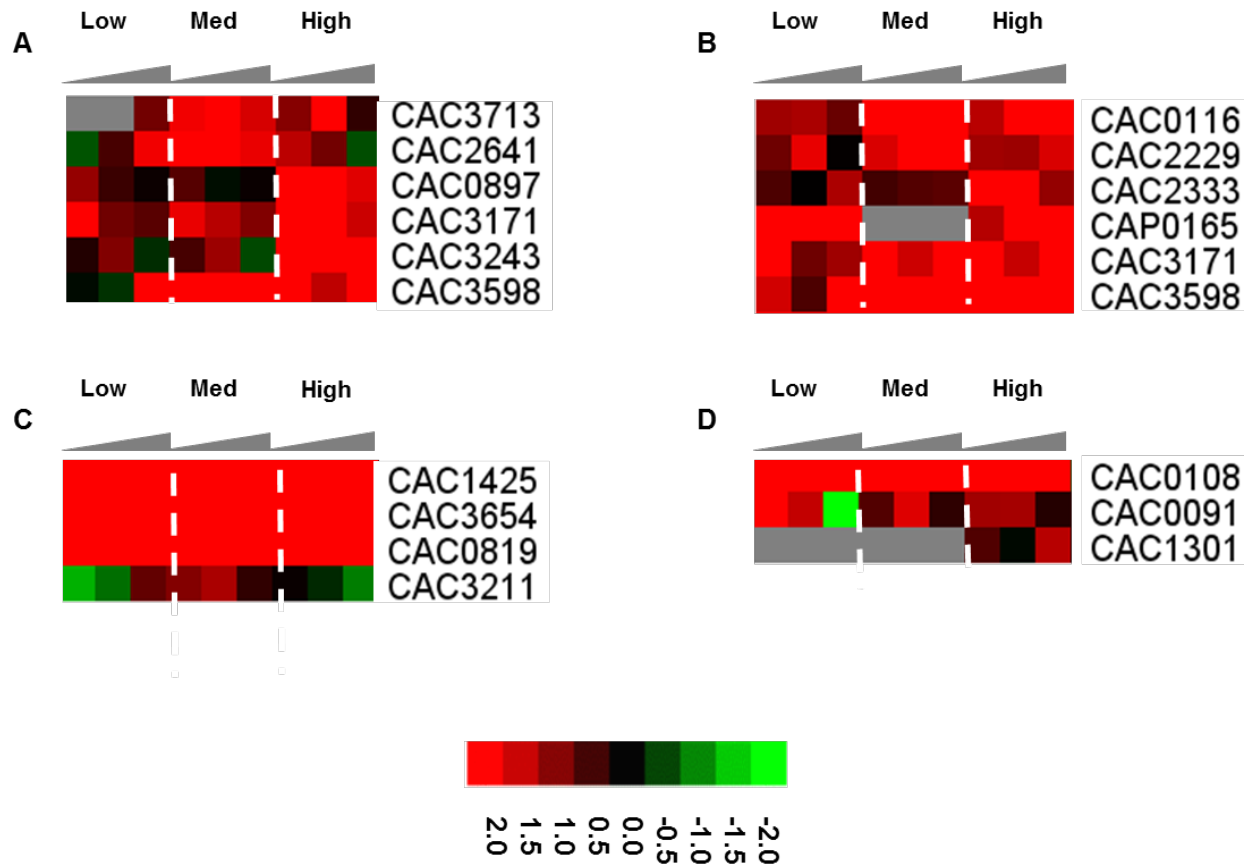 Low Med High
A
CAC3713
CAC2641
CAC0897
CAC3171
CAC3243
CAC3598
Low Med High
B
CAC0116
CAC2229
CAC2333
CAP0165
CAC3171
CAC3598
Low Med High
C
CAC1425
CAC3654
CAC0819
CAC3211
Low Med High
D
CAC0108
CAC0091
CAC1301
2.0 1.5 1.0 0.5 0.0 -0.5 -1.0 -1.5 -2.0